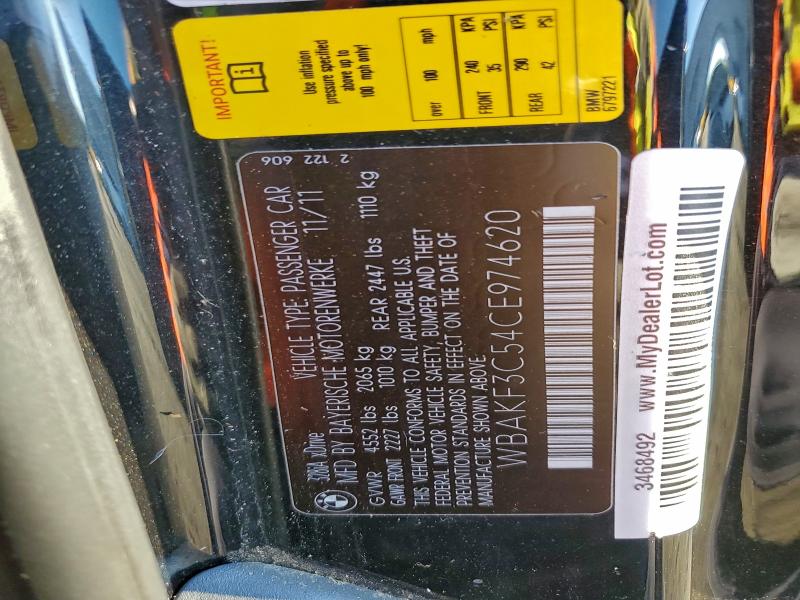 IMPORTANT!
Use inflation
pressure specified
above up to
100 mph only!
over 100 mph
KPA PSI
FRONT 240 35
KPA PSI
REAR 290 42
BMW
6797221
2 122 606
VEHICLE TYPE: PASSENGER CAR
MFD BY BAYERISCHE MOTORENWERKE 11/11
GVWR 4552 lbs 2065 kg
GAWR FRONT 2227 lbs 1010 kg REAR 2447 lbs 1110 kg
THIS VEHICLE CONFORMS TO ALL APPLICABLE U.S.
FEDERAL MOTOR VEHICLE SAFETY, BUMPER AND THEFT
PREVENTION STANDARDS IN EFFECT ON THE DATE OF
MANUFACTURE SHOWN ABOVE.
WBAKF3C54CE974620
3468492 www.MyDealerLot.com